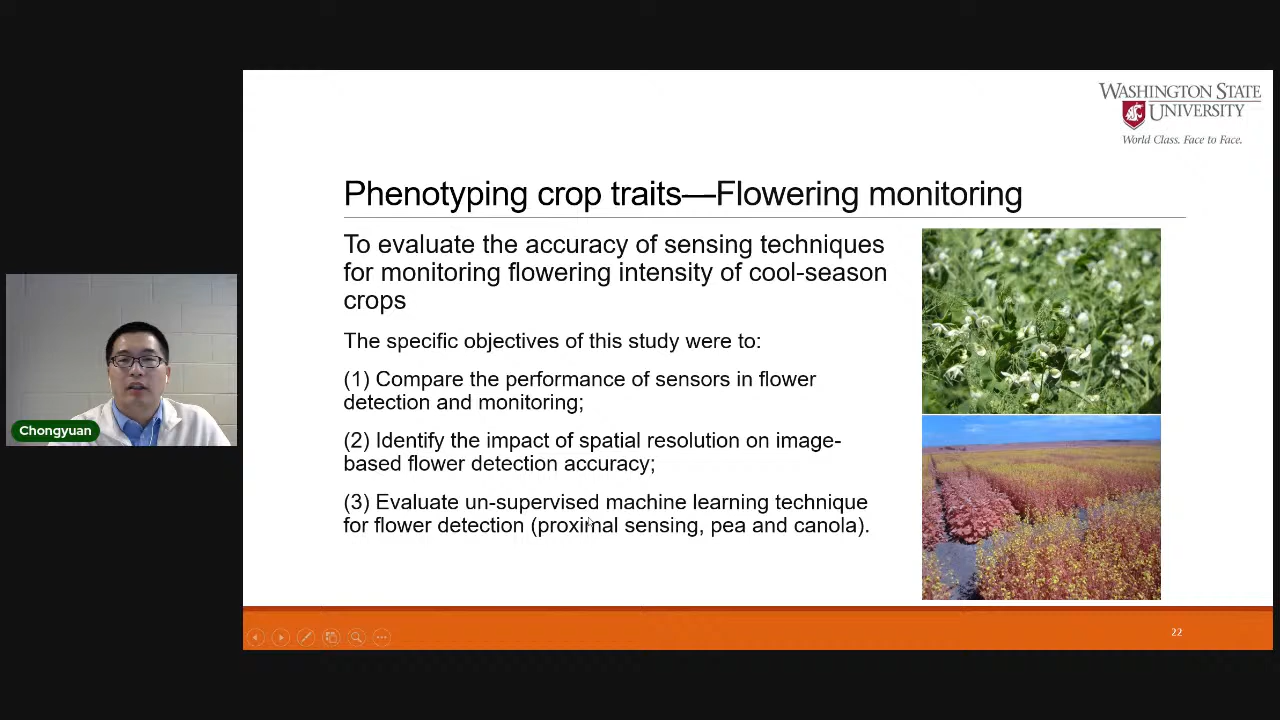 WASHINGTON STATE
UNIVERSITY
World Class. Face to Face.
Phenotyping crop traits—Flowering monitoring
To evaluate the accuracy of sensing techniques
for monitoring flowering intensity of cool-season
crops
The specific objectives of this study were to:
(1) Compare the performance of sensors in flower
detection and monitoring;
(2) Identify the impact of spatial resolution on image-
based flower detection accuracy;
(3) Evaluate un-supervised machine learning technique
for flower detection (proximal sensing, pea and canola).
Chongyuan
22